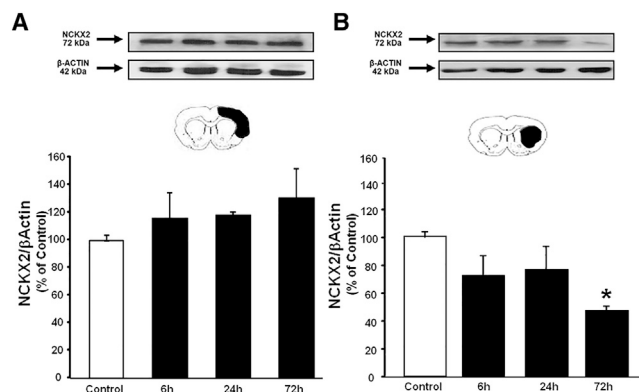 A
NCKX2
72 kDa
β-ACTIN
42 kDa
160
140
120
100
80
60
40
20
0
NCKX2/βActin
(% of Control)
Control 6h 24h 72h
B
NCKX2
72 kDa
β-ACTIN
42 kDa
160
140
120
100
80
60
40
20
0
NCKX2/βActin
(% of Control)
*
Control 6h 24h 72h